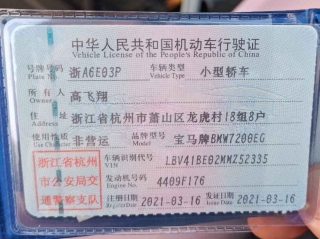 中华人民共和国机动车行驶证
Vehicle License of the People's Republic of China
号牌号码 浙A6E03P 车辆类型 小型轿车
Plate No. Vehicle Type
所有人 高飞翔
Owner
住址 浙江省杭州市萧山区龙虎村18组8户
Address
使用性质 非营运 品牌型号 宝马牌BMW7200EG
Use Character Model
浙江省杭州
市公安局交
通警察支队
车辆识别代号 LBV41BE02MMZ52335
VIN
发动机号码 4409F176
Engine No.
注册日期 2021-03-16 发证日期 2021-03-16
Register Date Issue Date